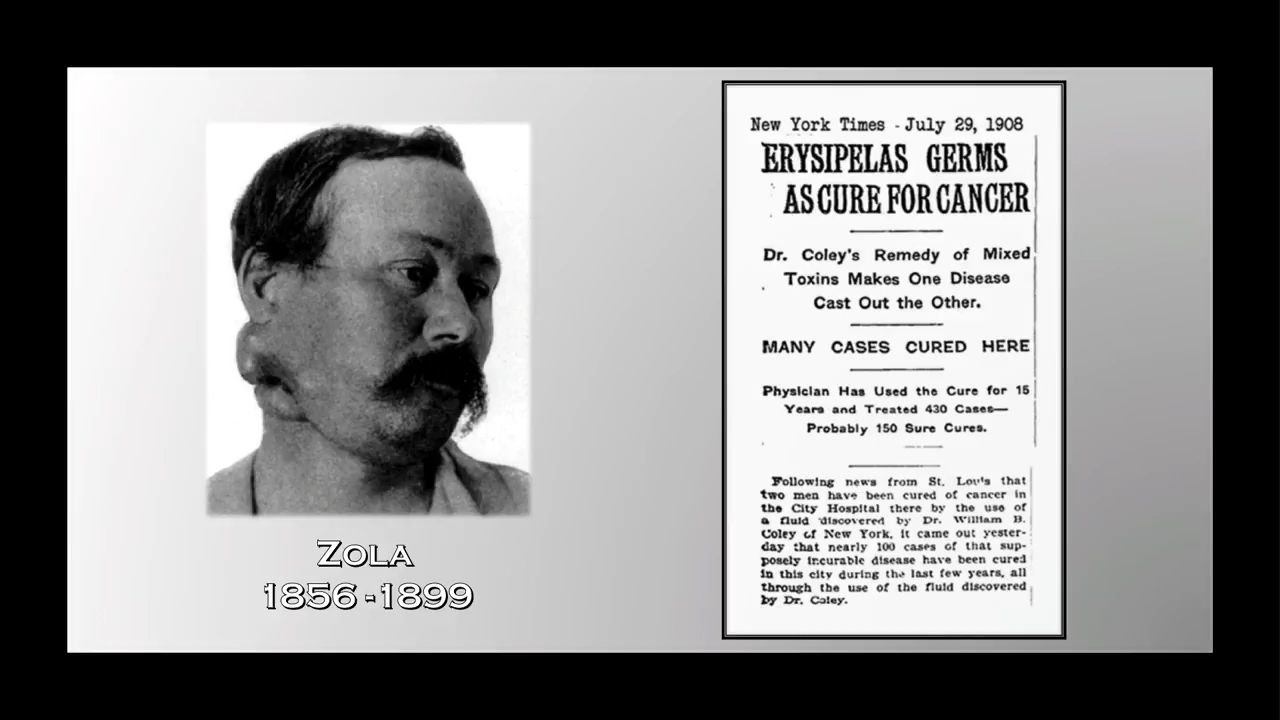 New York Times - July 29, 1908
ERYSIPELAS GERMS
AS CURE FOR CANCER
Dr. Coley's Remedy of Mixed
Toxins Makes One Disease
Cast Out the Other.
MANY CASES CURED HERE
Physician Has Used the Cure for 15
Years and Treated 430 Cases—
Probably 150 Sure Cures.
Following news from St. Louis that
two men have been cured of cancer in
the City Hospital there by the use of
a fluid discovered by Dr. William B.
Coley of New York, it came out yester-
day that nearly 100 cases of that sup-
posely incurable disease have been cured
in this city during the last few years, all
through the use of the fluid discovered
by Dr. Coley.
ZOLA
1856 - 1899